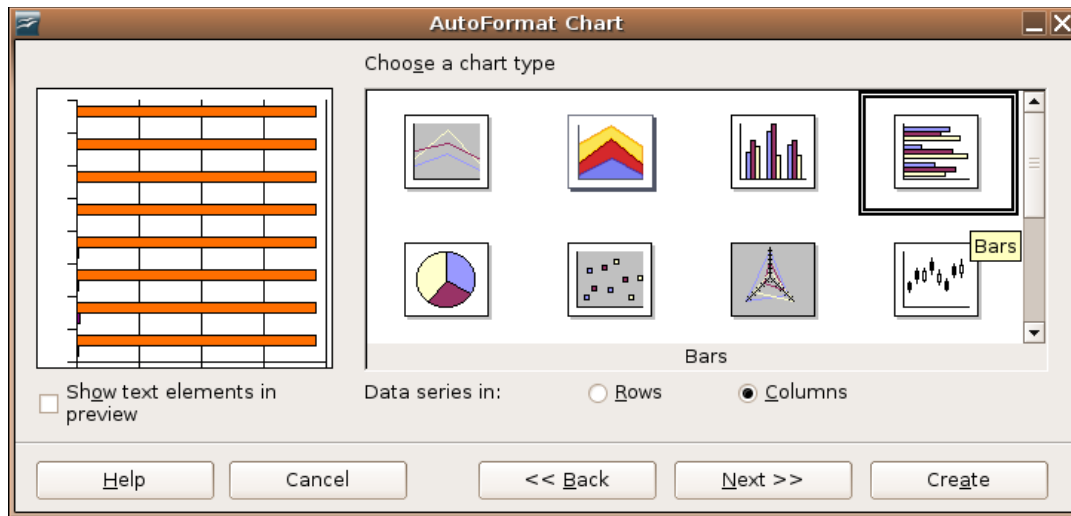 AutoFormat Chart
Choose a chart type
Bars
Bars
Show text elements in
preview
Data series in:
Rows
Columns
Help
Cancel
<< Back
Next >>
Create